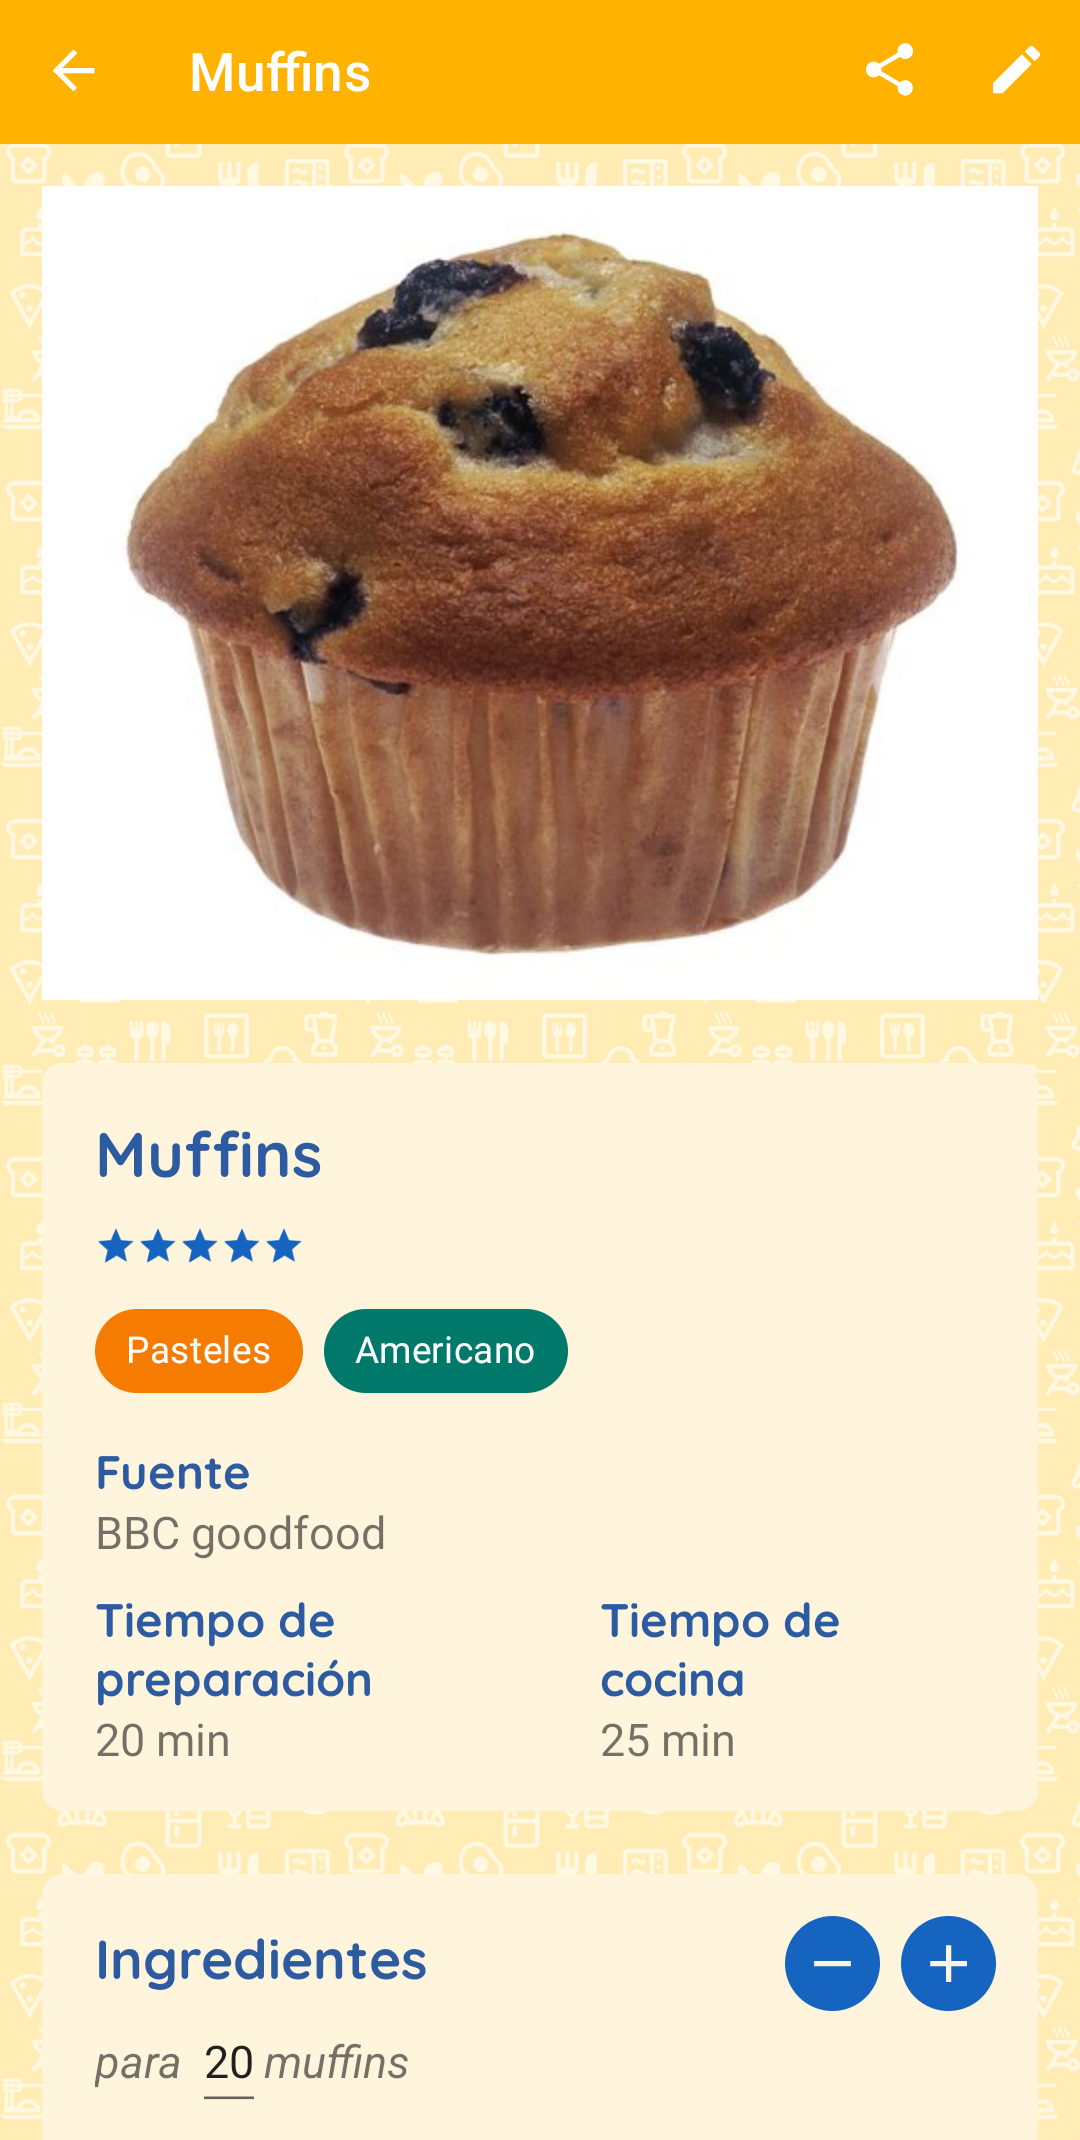 Muffins
Muffins
Pasteles Americano
Fuente
BBC goodfood
Tiempo de
preparación
20 min
Tiempo de
cocina
25 min
Ingredientes
para 20 muffins